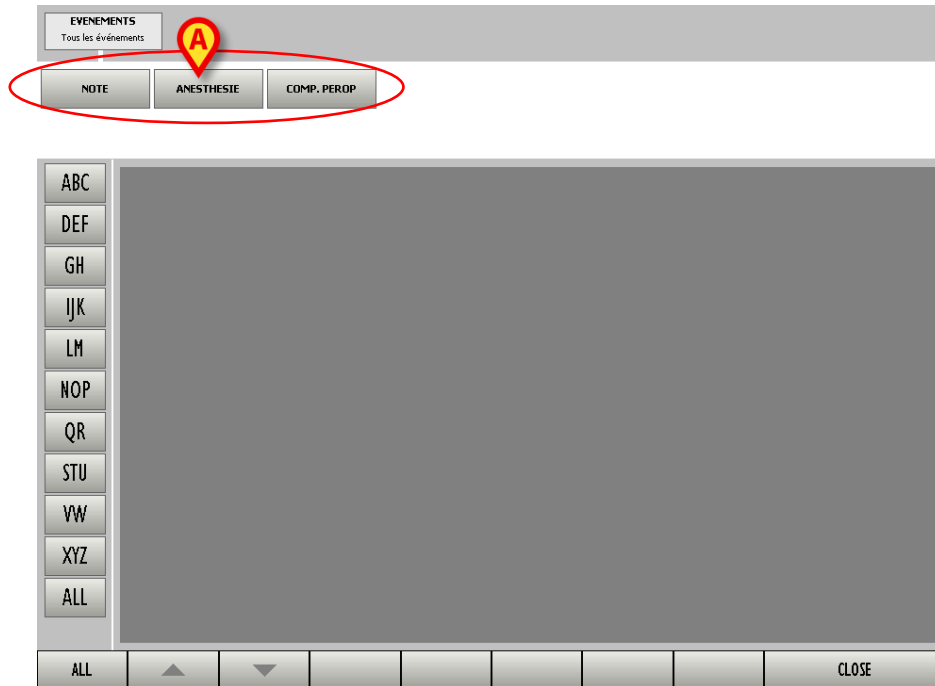 EVENEMENTS
Tous les événements
A
NOTE ANESTHESIE COMP. PEROP
ABC
DEF
GH
IJK
LM
NOP
QR
STU
VW
XYZ
ALL
ALL CLOSE